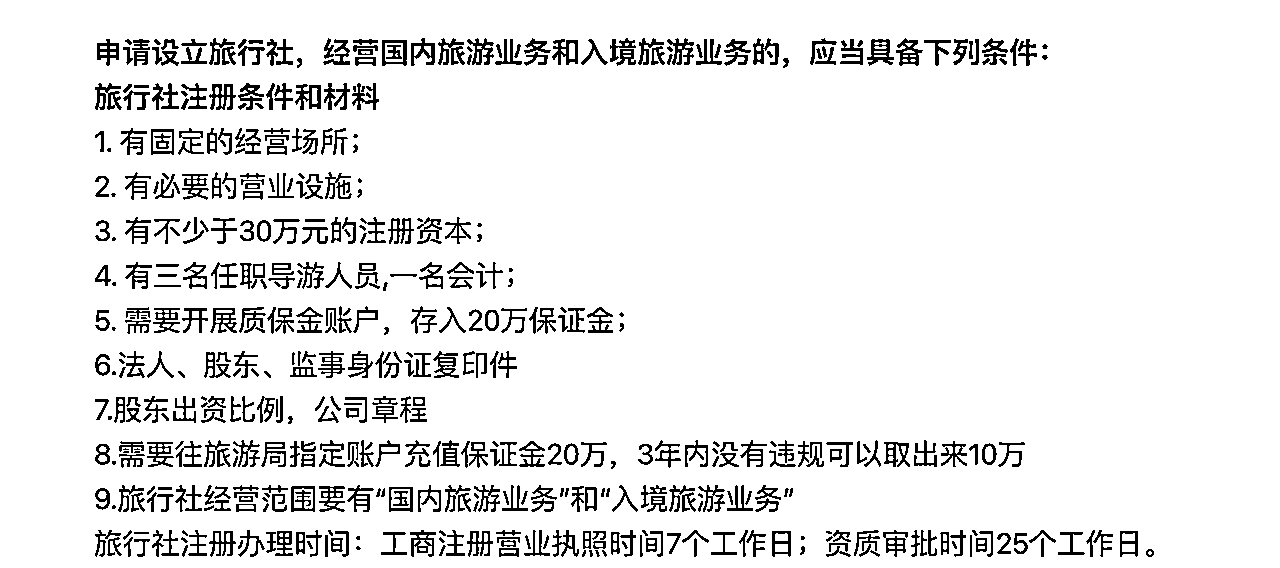 申请设立旅行社，经营国内旅游业务和入境旅游业务的，应当具备下列条件：
旅行社注册条件和材料
1. 有固定的经营场所；
2. 有必要的营业设施；
3. 有不少于30万元的注册资本；
4. 有三名任职导游人员,一名会计；
5. 需要开展质保金账户，存入20万保证金；
6.法人、股东、监事身份证复印件
7.股东出资比例，公司章程
8.需要往旅游局指定账户充值保证金20万，3年内没有违规可以取出来10万
9.旅行社经营范围要有“国内旅游业务”和“入境旅游业务”
旅行社注册办理时间：工商注册营业执照时间7个工作日；资质审批时间25个工作日。